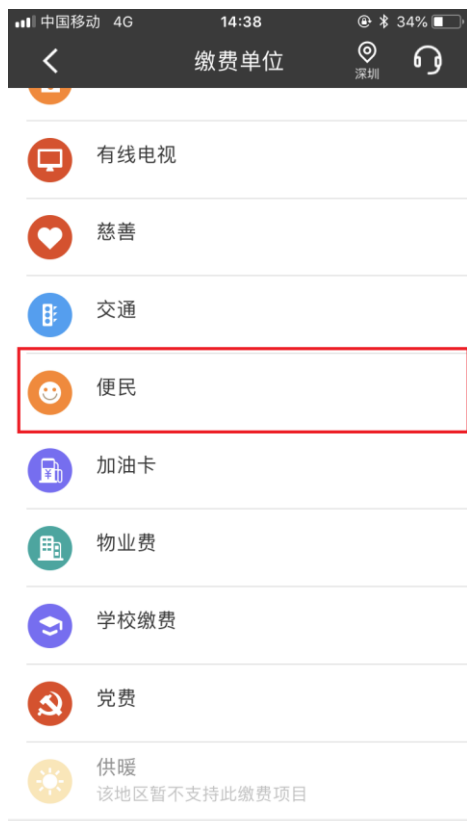 中国移动 4G 14:38 34%
缴费单位
深圳
有线电视
慈善
交通
便民
加油卡
物业费
学校缴费
党费
供暖
该地区暂不支持此缴费项目